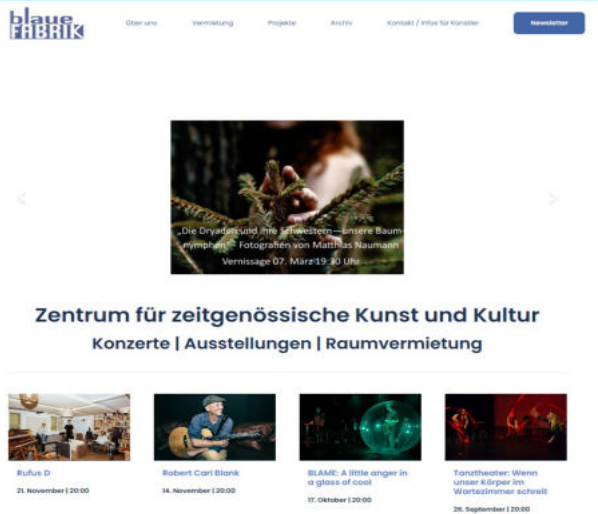 blaue
FABRIK
Über uns
Vermietung
Projekte
Archiv
Kontakt / Infos für Künstler
Newsletter
„Die Dryaden und ihre Schwestern – unsere Baum-
nymphen" – Fotografien von Matthias Naumann
Vernissage 07. März 19:30 Uhr
Zentrum für zeitgenössische Kunst und Kultur
Konzerte | Ausstellungen | Raumvermietung
Rufus D
21. November | 20:00
Robert Carl Blank
14. November | 20:00
BLAME: A little anger in
a glass of cool
17. Oktober | 20:00
Tanztheater: Wenn
unser Körper im
Wartezimmer schreit
26. September | 20:00